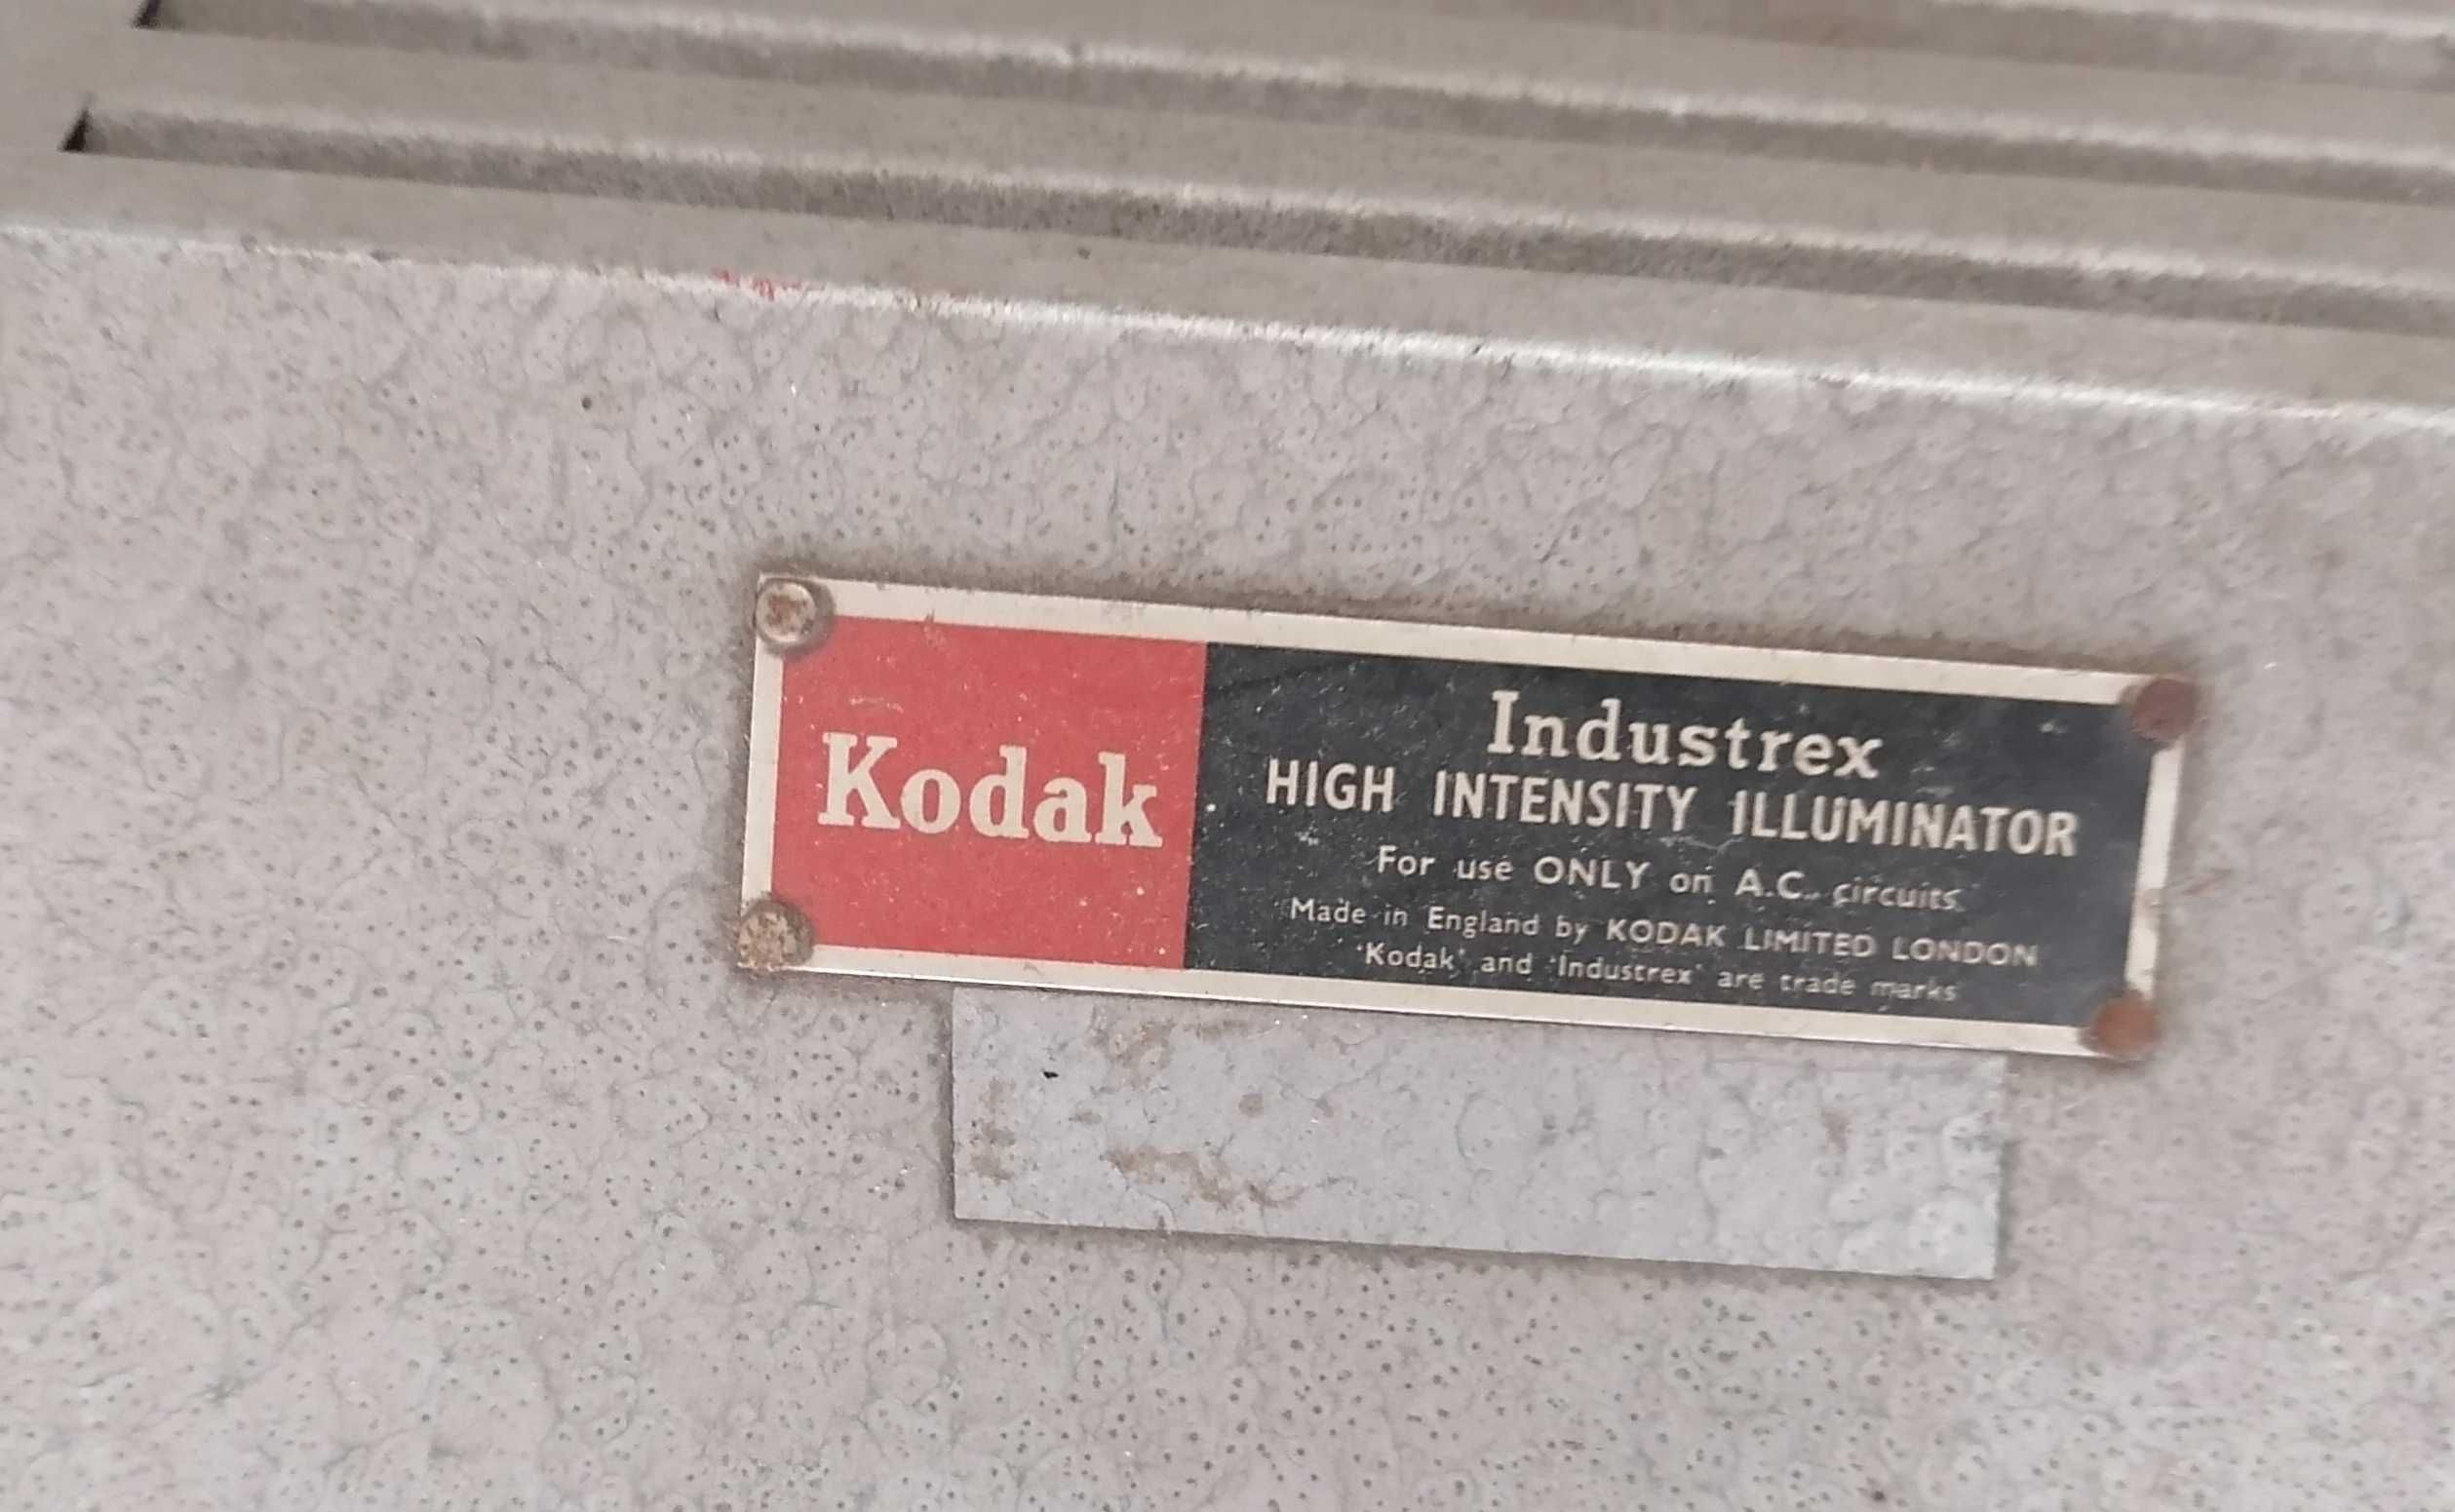 Kodak
Industrex
HIGH INTENSITY ILLUMINATOR
For use ONLY on A.C. circuits.
Made in England by KODAK LIMITED LONDON
'Kodak' and 'Industrex' are trade marks